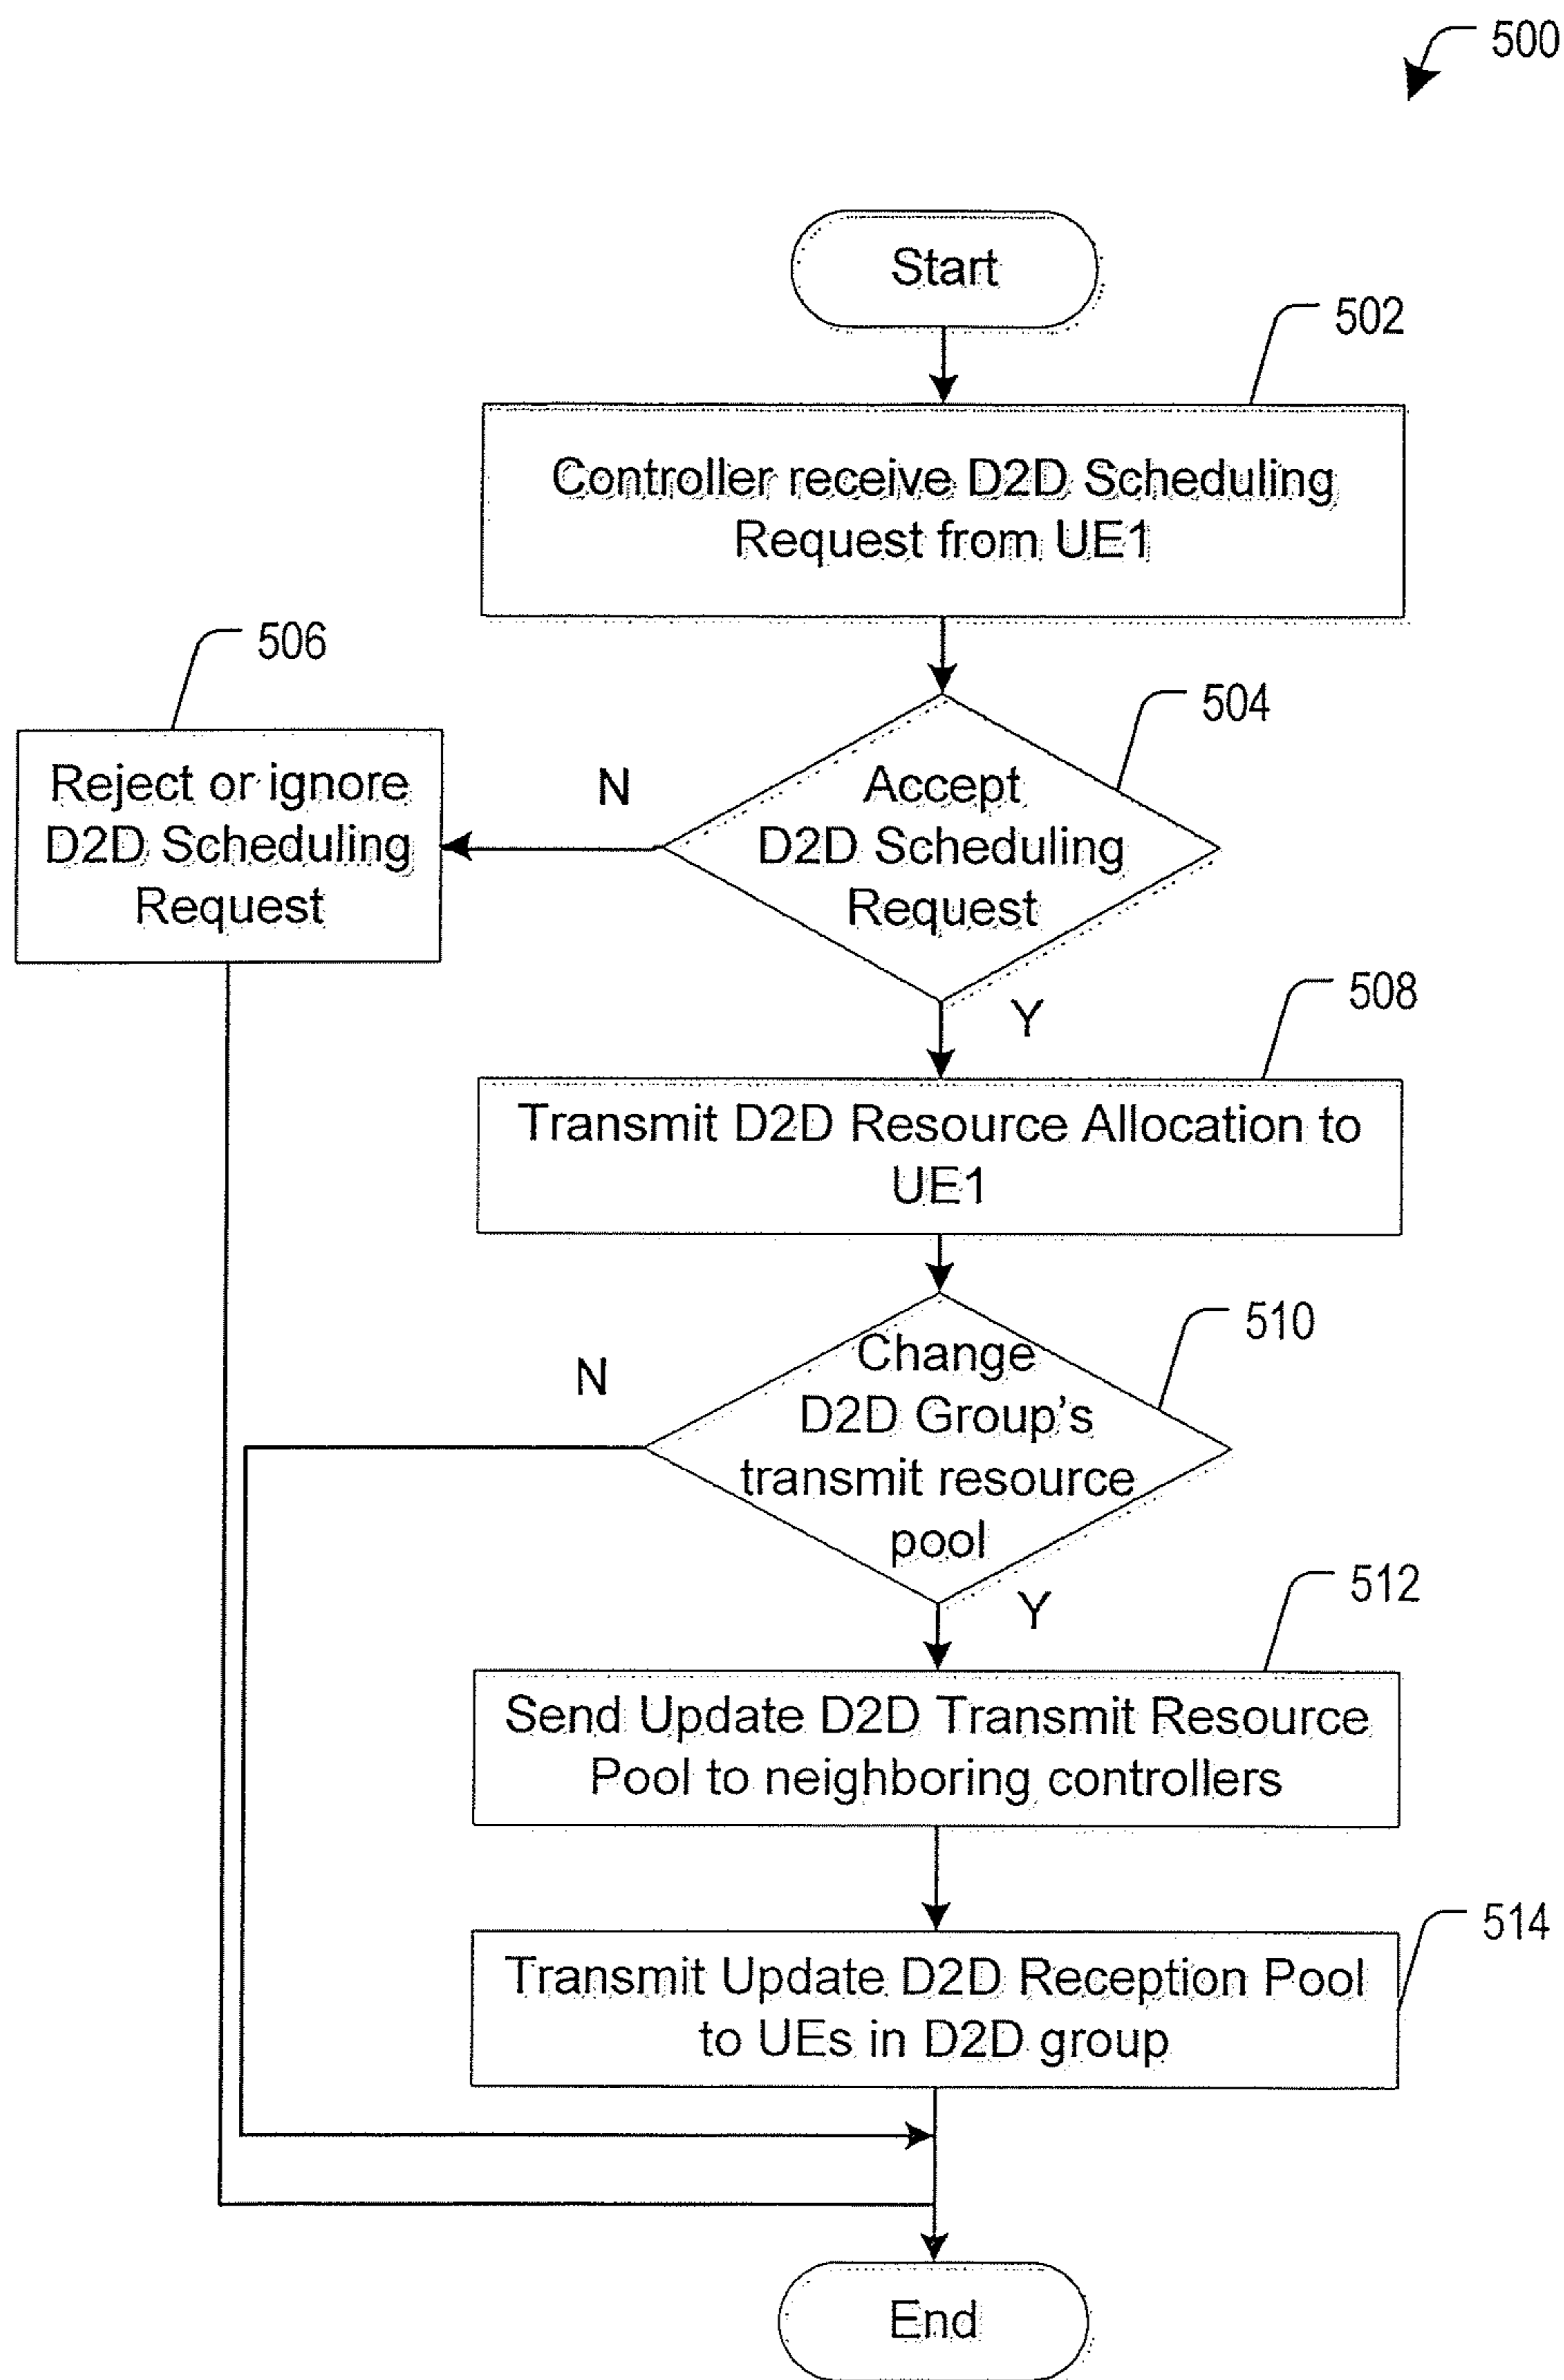 500
Start
502
Controller receive D2D Scheduling
Request from UE1
506
504
Reject or ignore
D2D Scheduling
Request
N
Accept
D2D Scheduling
Request
Y
508
Transmit D2D Resource Allocation to
UE1
510
N
Change
D2D Group's
transmit resource
pool
Y
512
Send Update D2D Transmit Resource
Pool to neighboring controllers
514
Transmit Update D2D Reception Pool
to UEs in D2D group
End